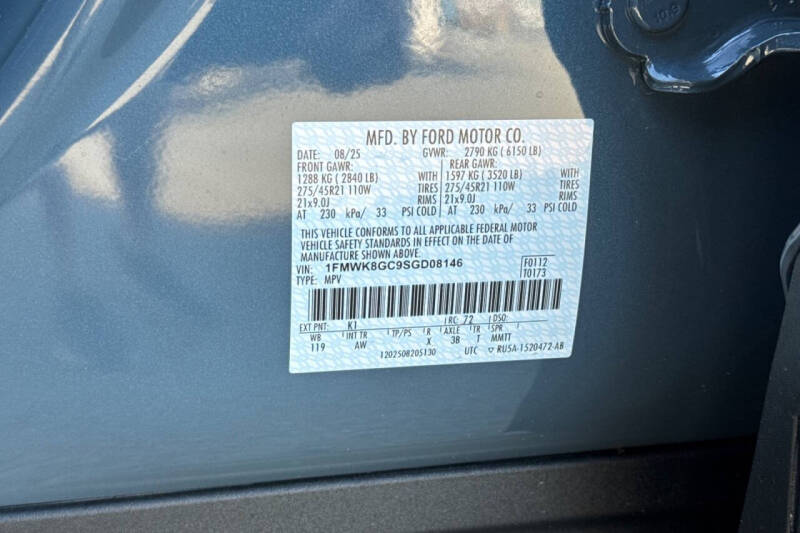 MFD. BY FORD MOTOR CO.
DATE: 08/25 GVWR: 2790 KG ( 6150 LB)
FRONT GAWR: REAR GAWR:
1288 KG ( 2840 LB) WITH 1597 KG ( 3520 LB) WITH
275/45R21 110W TIRES 275/45R21 110W TIRES
21x9.0J RIMS 21x9.0J RIMS
AT 230 kPa/ 33 PSI COLD AT 230 kPa/ 33 PSI COLD
THIS VEHICLE CONFORMS TO ALL APPLICABLE FEDERAL MOTOR
VEHICLE SAFETY STANDARDS IN EFFECT ON THE DATE OF
MANUFACTURE SHOWN ABOVE.
VIN: 1FMWK8GC9SGD08146 F0112
TYPE: MPV T0173
EXT PNT: K1 RC: 72 DSO:
WB INT TR TP/PS R AXLE TR SPR
119 AW X 3B T MMTT
1202508205130 UTC ▽ RU5A-1520472-AB